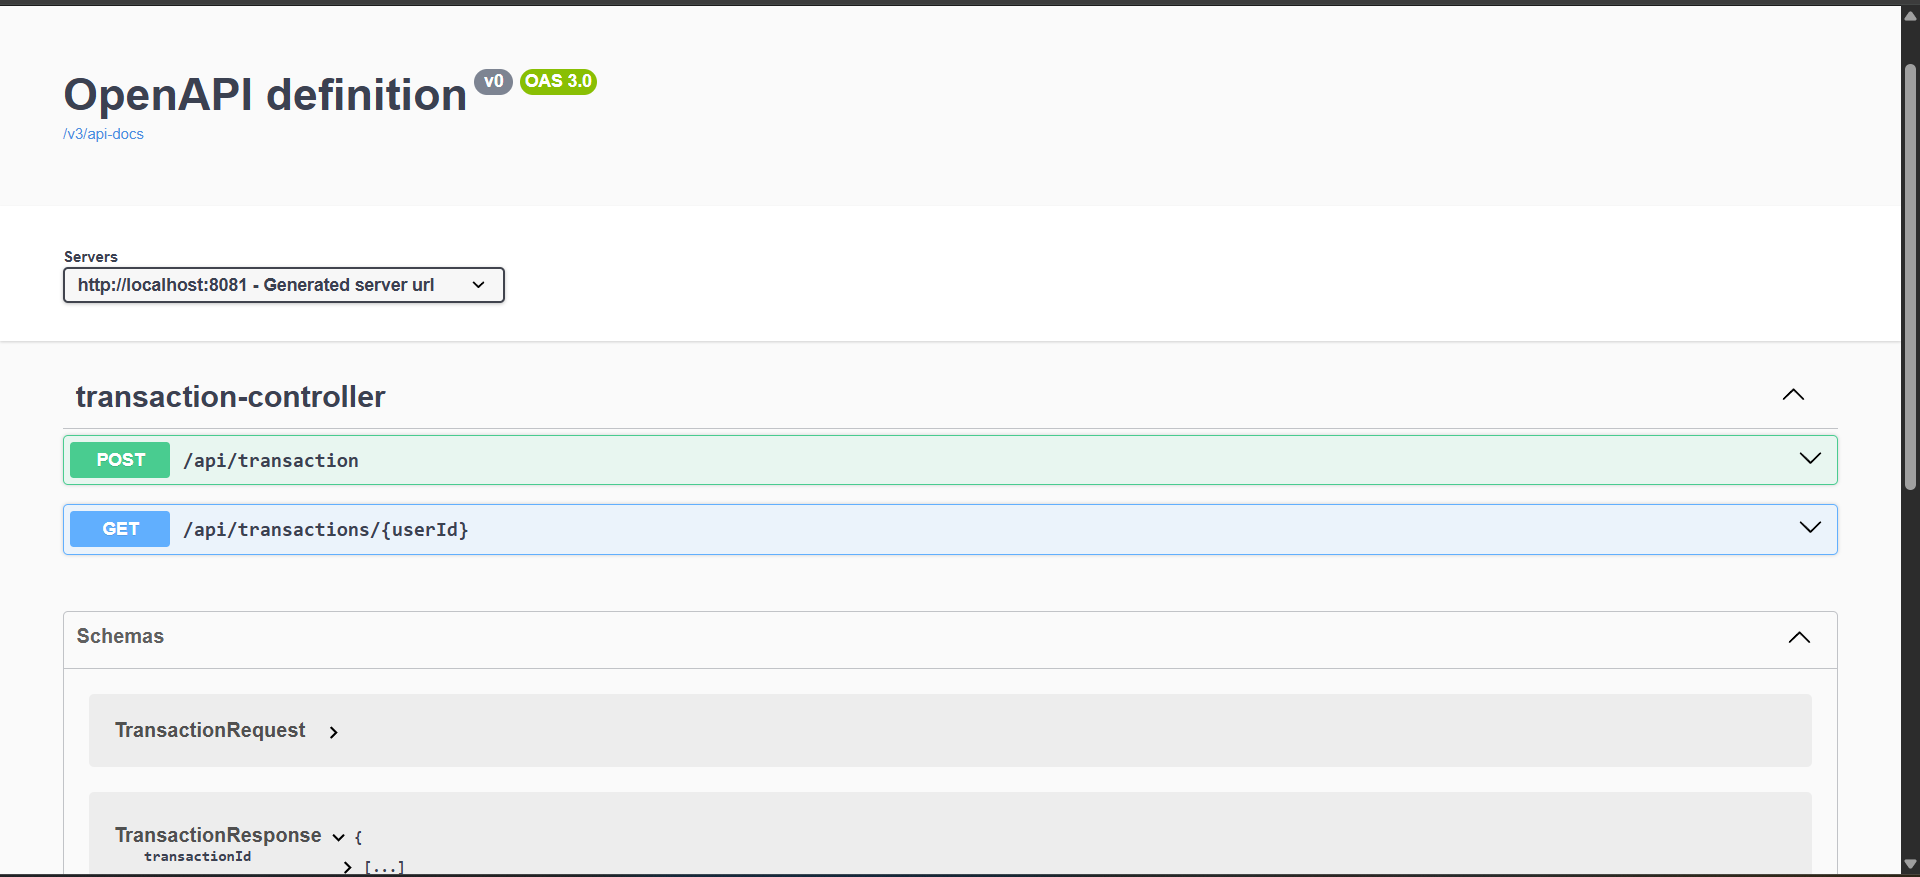 OpenAPI definition v0 OAS 3.0
/v3/api-docs
Servers
http://localhost:8081 - Generated server url
transaction-controller
POST /api/transaction
GET /api/transactions/{userId}
Schemas
TransactionRequest
TransactionResponse {
transactionId
[...]